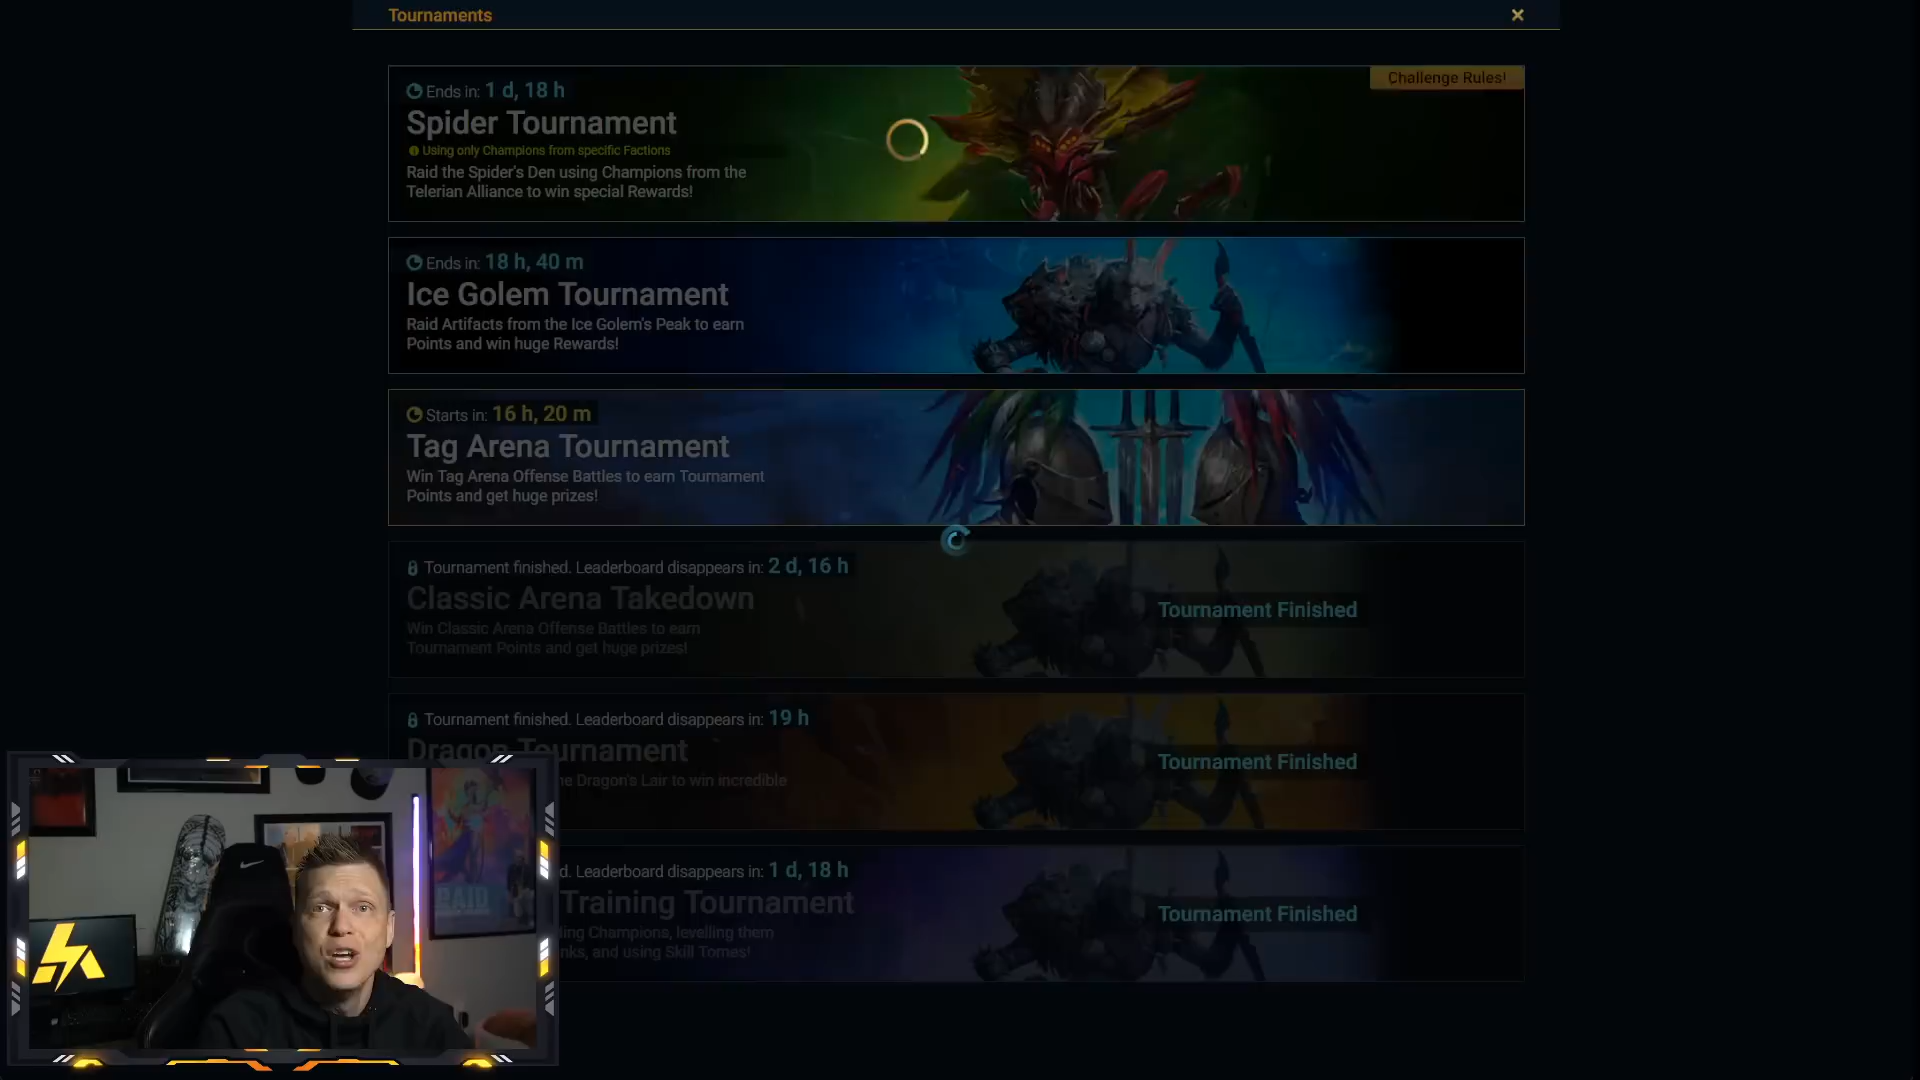 Tournaments
Challenge Rules!
Ends in: 1 d, 18 h
Spider Tournament
Using only Champions from specific Factions
Raid the Spider's Den using Champions from the
Telerian Alliance to win special Rewards!
Ends in: 18 h, 40 m
Ice Golem Tournament
Raid Artifacts from the Ice Golem's Peak to earn
Points and win huge Rewards!
Starts in: 16 h, 20 m
Tag Arena Tournament
Win Tag Arena Offense Battles to earn Tournament
Points and get huge prizes!
Tournament finished. Leaderboard disappears in: 2 d, 16 h
Classic Arena Takedown
Tournament Finished
Win Classic Arena Offense Battles to earn
Tournament Points and get huge prizes!
Tournament finished. Leaderboard disappears in: 19 h
Dragon Tournament
Tournament Finished
Dragon's Lair to win incredible
Leaderboard disappears in: 1 d, 18 h
Training Tournament
Tournament Finished
Champions, levelling them
and using Skill Tomes!
RAID